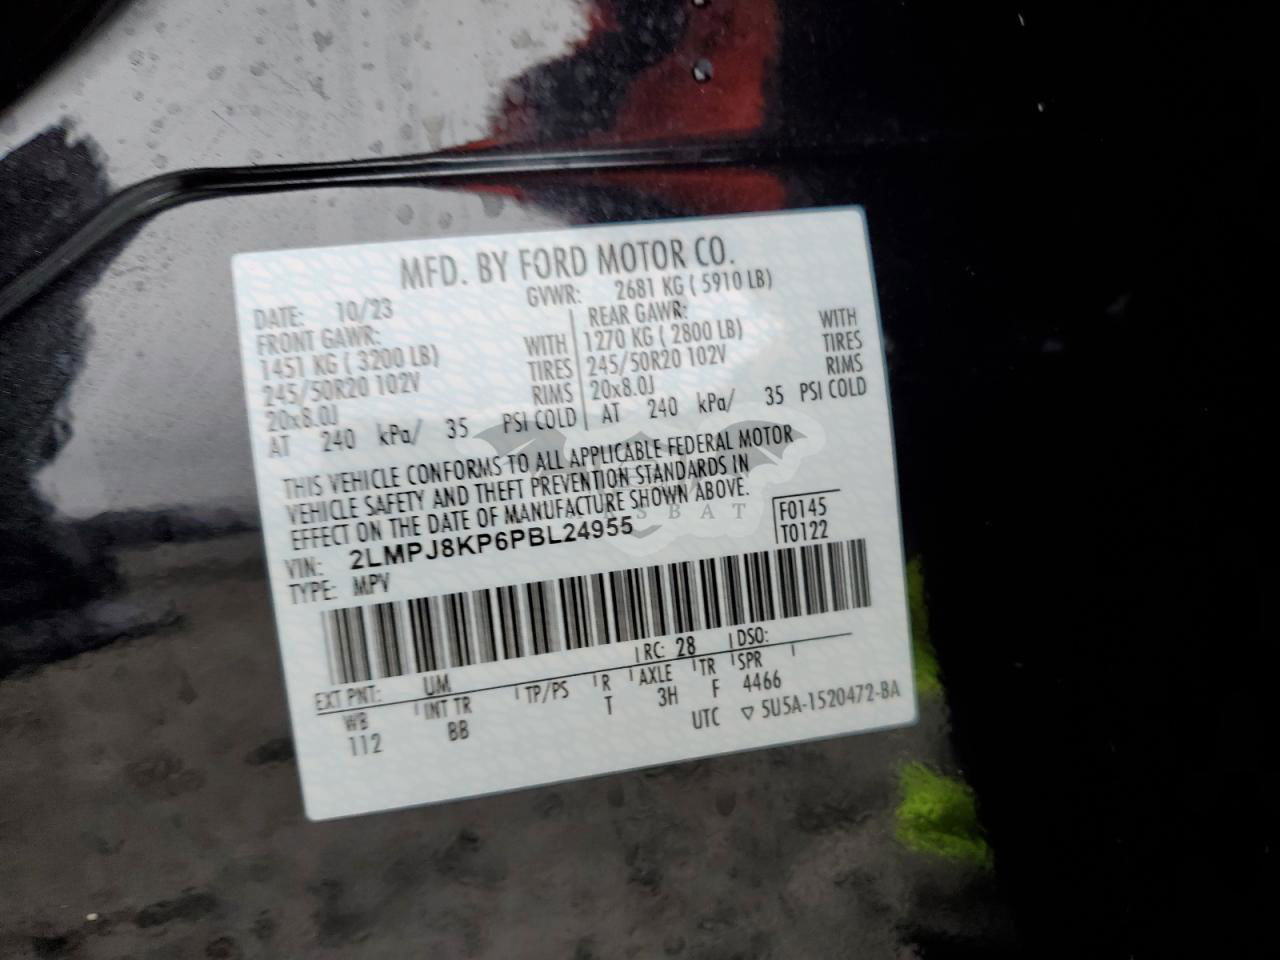 MFD. BY FORD MOTOR CO.
DATE: 10/23 GVWR: 2681 KG ( 5910 LB)
FRONT GAWR: REAR GAWR:
1451 KG ( 3200 LB) WITH 1270 KG ( 2800 LB) WITH
245/50R20 102V TIRES 245/50R20 102V TIRES
20x8.0J RIMS 20x8.0J RIMS
AT 240 kPa/ 35 PSI COLD AT 240 kPa/ 35 PSI COLD
THIS VEHICLE CONFORMS TO ALL APPLICABLE FEDERAL MOTOR
VEHICLE SAFETY AND THEFT PREVENTION STANDARDS IN
EFFECT ON THE DATE OF MANUFACTURE SHOWN ABOVE.
VIN: 2LMPJ8KP6PBL24955 F0145
TYPE: MPV T0122
EXT PNT: UM RC: 28 DSO:
WB INT TR TP/PS R AXLE TR SPR
112 BB T 3H F 4466
UTC ▽ 5U5A-1520472-BA